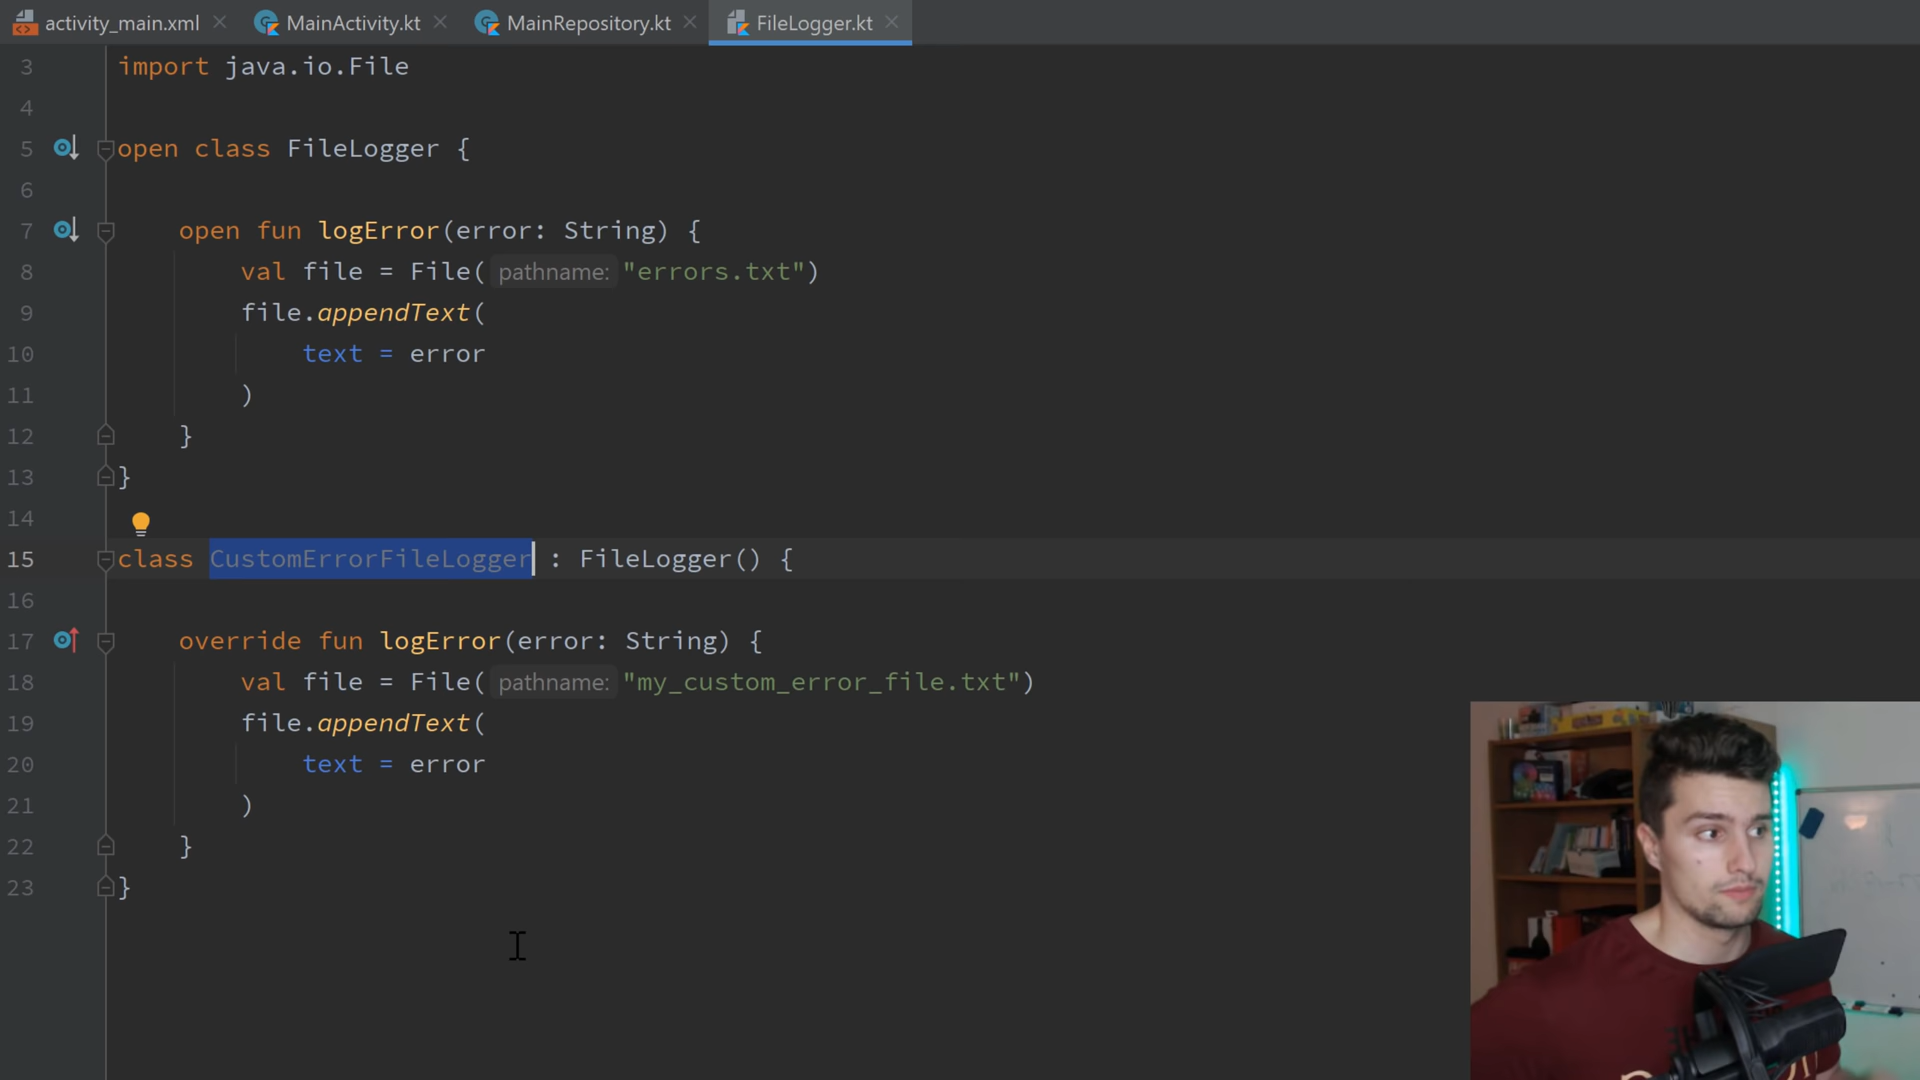 activity_main.xml MainActivity.kt MainRepository.kt FileLogger.kt
3 import java.io.File
4
5 open class FileLogger {
6
7 open fun logError(error: String) {
8 val file = File( pathname: "errors.txt")
9 file.appendText(
10 text = error
11 )
12 }
13 }
14
15 class CustomErrorFileLogger : FileLogger() {
16
17 override fun logError(error: String) {
18 val file = File( pathname: "my_custom_error_file.txt")
19 file.appendText(
20 text = error
21 )
22 }
23 }